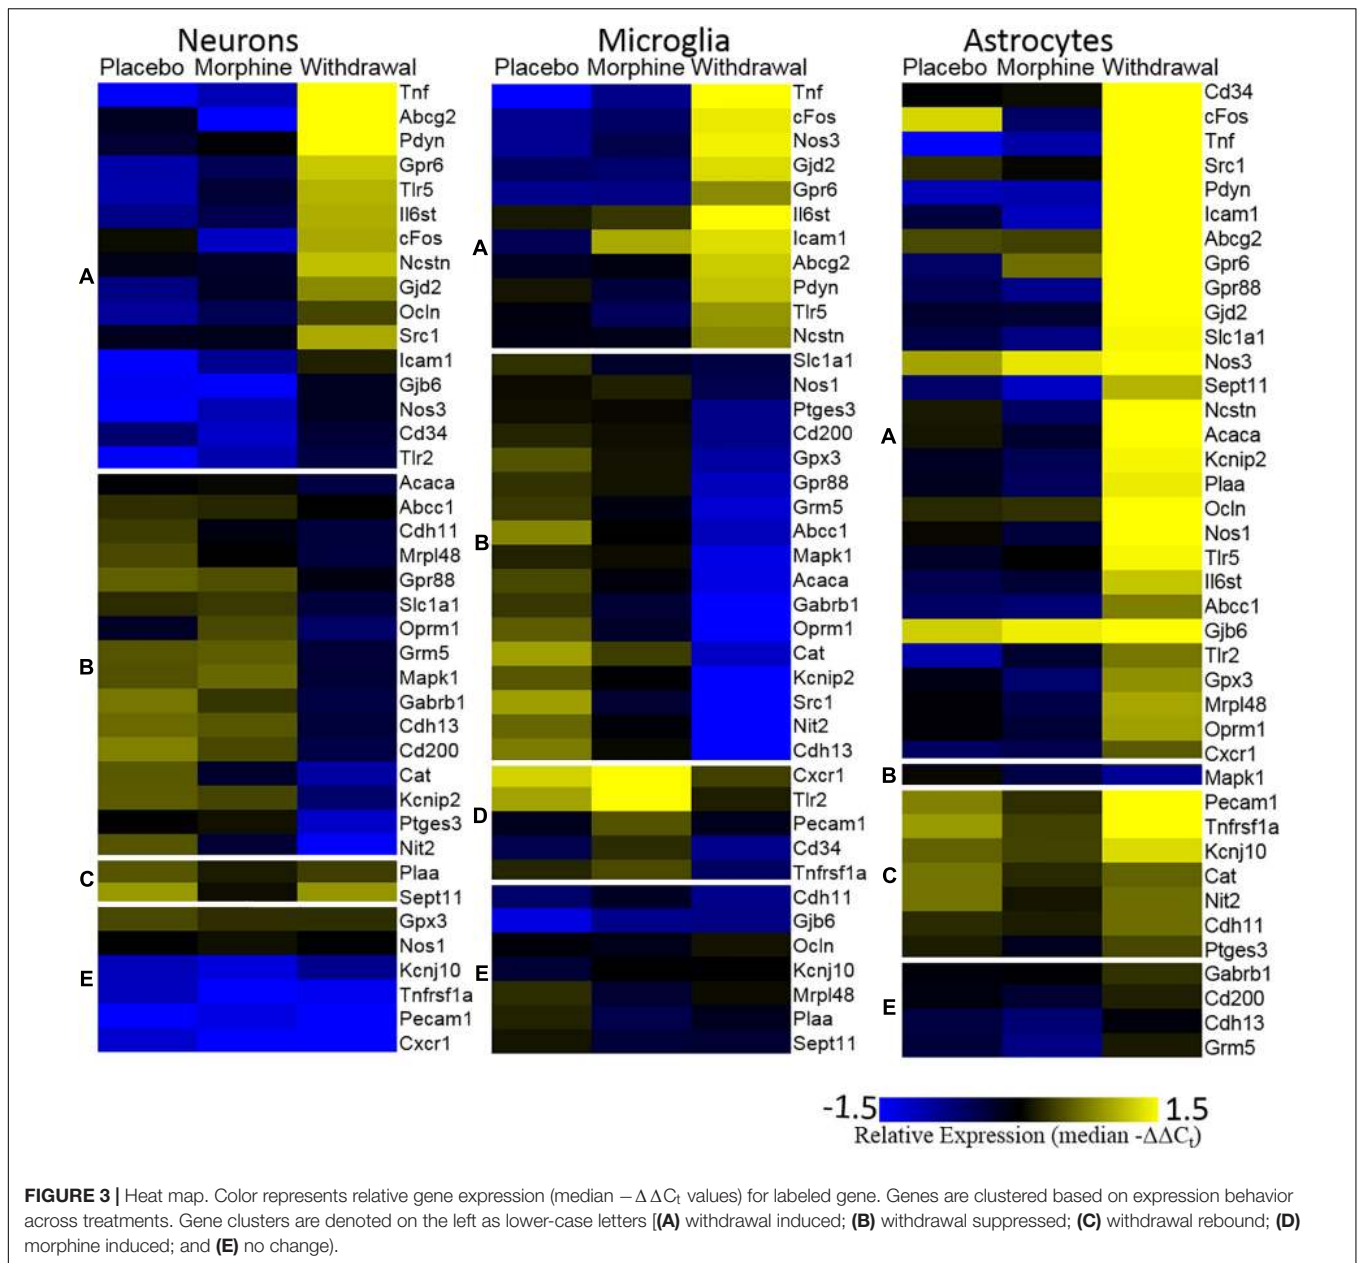 Neurons
Placebo Morphine Withdrawal
Tnf
Abcg2
Pdyn
Gpr6
Tlr5
Il6st
cFos
Ncstn
Gjd2
Ocln
Src1
Icam1
Gjb6
Nos3
Cd34
Tlr2
A
Acaca
Abcc1
Cdh11
Mrpl48
Gpr88
Slc1a1
Oprm1
Grm5
Mapk1
Gabrb1
Cdh13
Cd200
Cat
Kcnip2
Ptges3
Nit2
B
Plaa
Sept11
C
Gpx3
Nos1
Kcnj10
Tnfrsf1a
Pecam1
Cxcr1
E
Microglia
Placebo Morphine Withdrawal
Tnf
cFos
Nos3
Gjd2
Gpr6
Il6st
Icam1
Abcg2
Pdyn
Tlr5
Ncstn
A
Slc1a1
Nos1
Ptges3
Cd200
Gpx3
Gpr88
Grm5
Abcc1
Mapk1
Acaca
Gabrb1
Oprm1
Cat
Kcnip2
Src1
Nit2
Cdh13
B
Cxcr1
Tlr2
Pecam1
Cd34
Tnfrsf1a
D
Cdh11
Gjb6
Ocln
Kcnj10
Mrpl48
Plaa
Sept11
E
Astrocytes
Placebo Morphine Withdrawal
Cd34
cFos
Tnf
Src1
Pdyn
Icam1
Abcg2
Gpr6
Gpr88
Gjd2
Slc1a1
Nos3
Sept11
Ncstn
Acaca
Kcnip2
Plaa
Ocln
Nos1
Tlr5
Il6st
Abcc1
Gjb6
Tlr2
Gpx3
Mrpl48
Oprm1
Cxcr1
A
Mapk1
B
Pecam1
Tnfrsf1a
Kcnj10
Cat
Nit2
Cdh11
Ptges3
C
Gabrb1
Cd200
Cdh13
Grm5
E
-1.5 1.5
Relative Expression (median -ΔΔCt)
FIGURE 3 | Heat map. Color represents relative gene expression (median −Δ ΔCt values) for labeled gene. Genes are clustered based on expression behavior
across treatments. Gene clusters are denoted on the left as lower-case letters [(A) withdrawal induced; (B) withdrawal suppressed; (C) withdrawal rebound; (D)
morphine induced; and (E) no change).